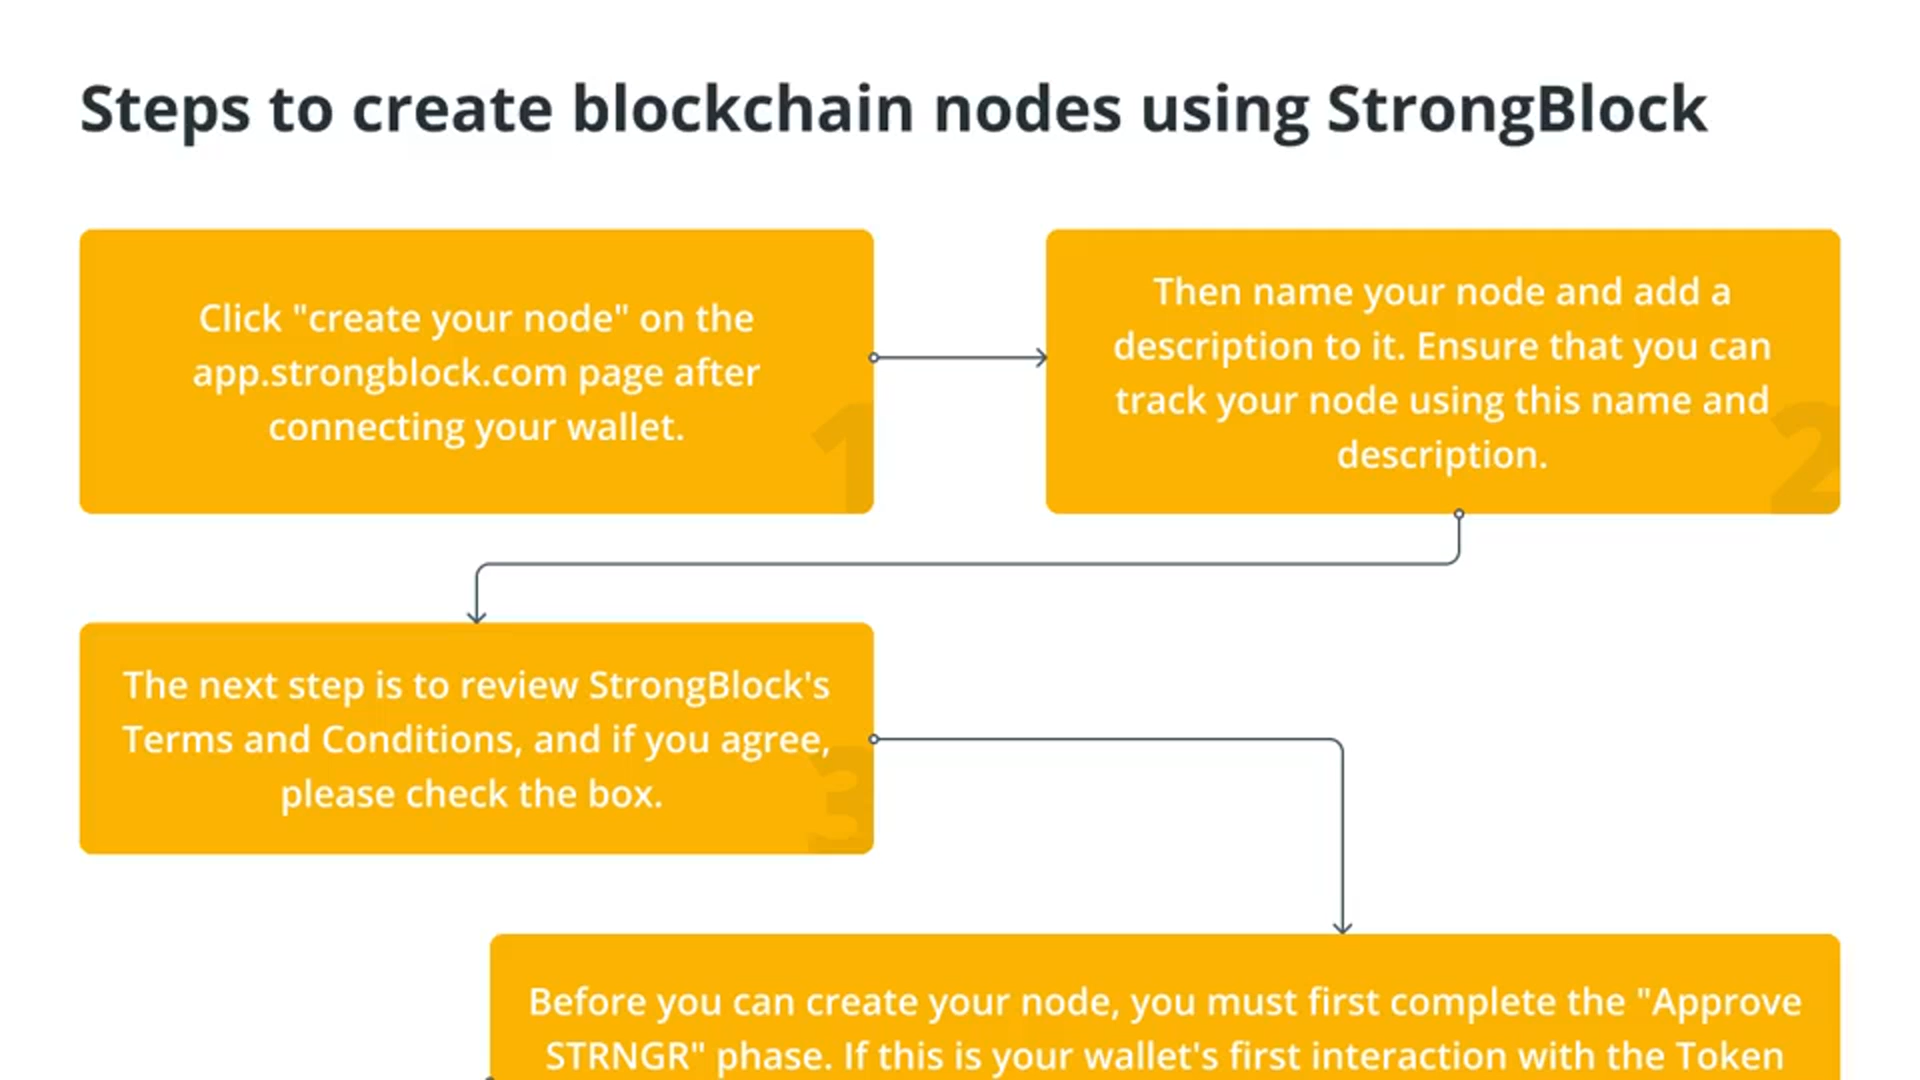 Steps to create blockchain nodes using StrongBlock
Click "create your node" on the
app.strongblock.com page after
connecting your wallet.
1
Then name your node and add a
description to it. Ensure that you can
track your node using this name and
description.
2
The next step is to review StrongBlock's
Terms and Conditions, and if you agree,
please check the box.
3
Before you can create your node, you must first complete the "Approve
STRNGR" phase. If this is your wallet's first interaction with the Token